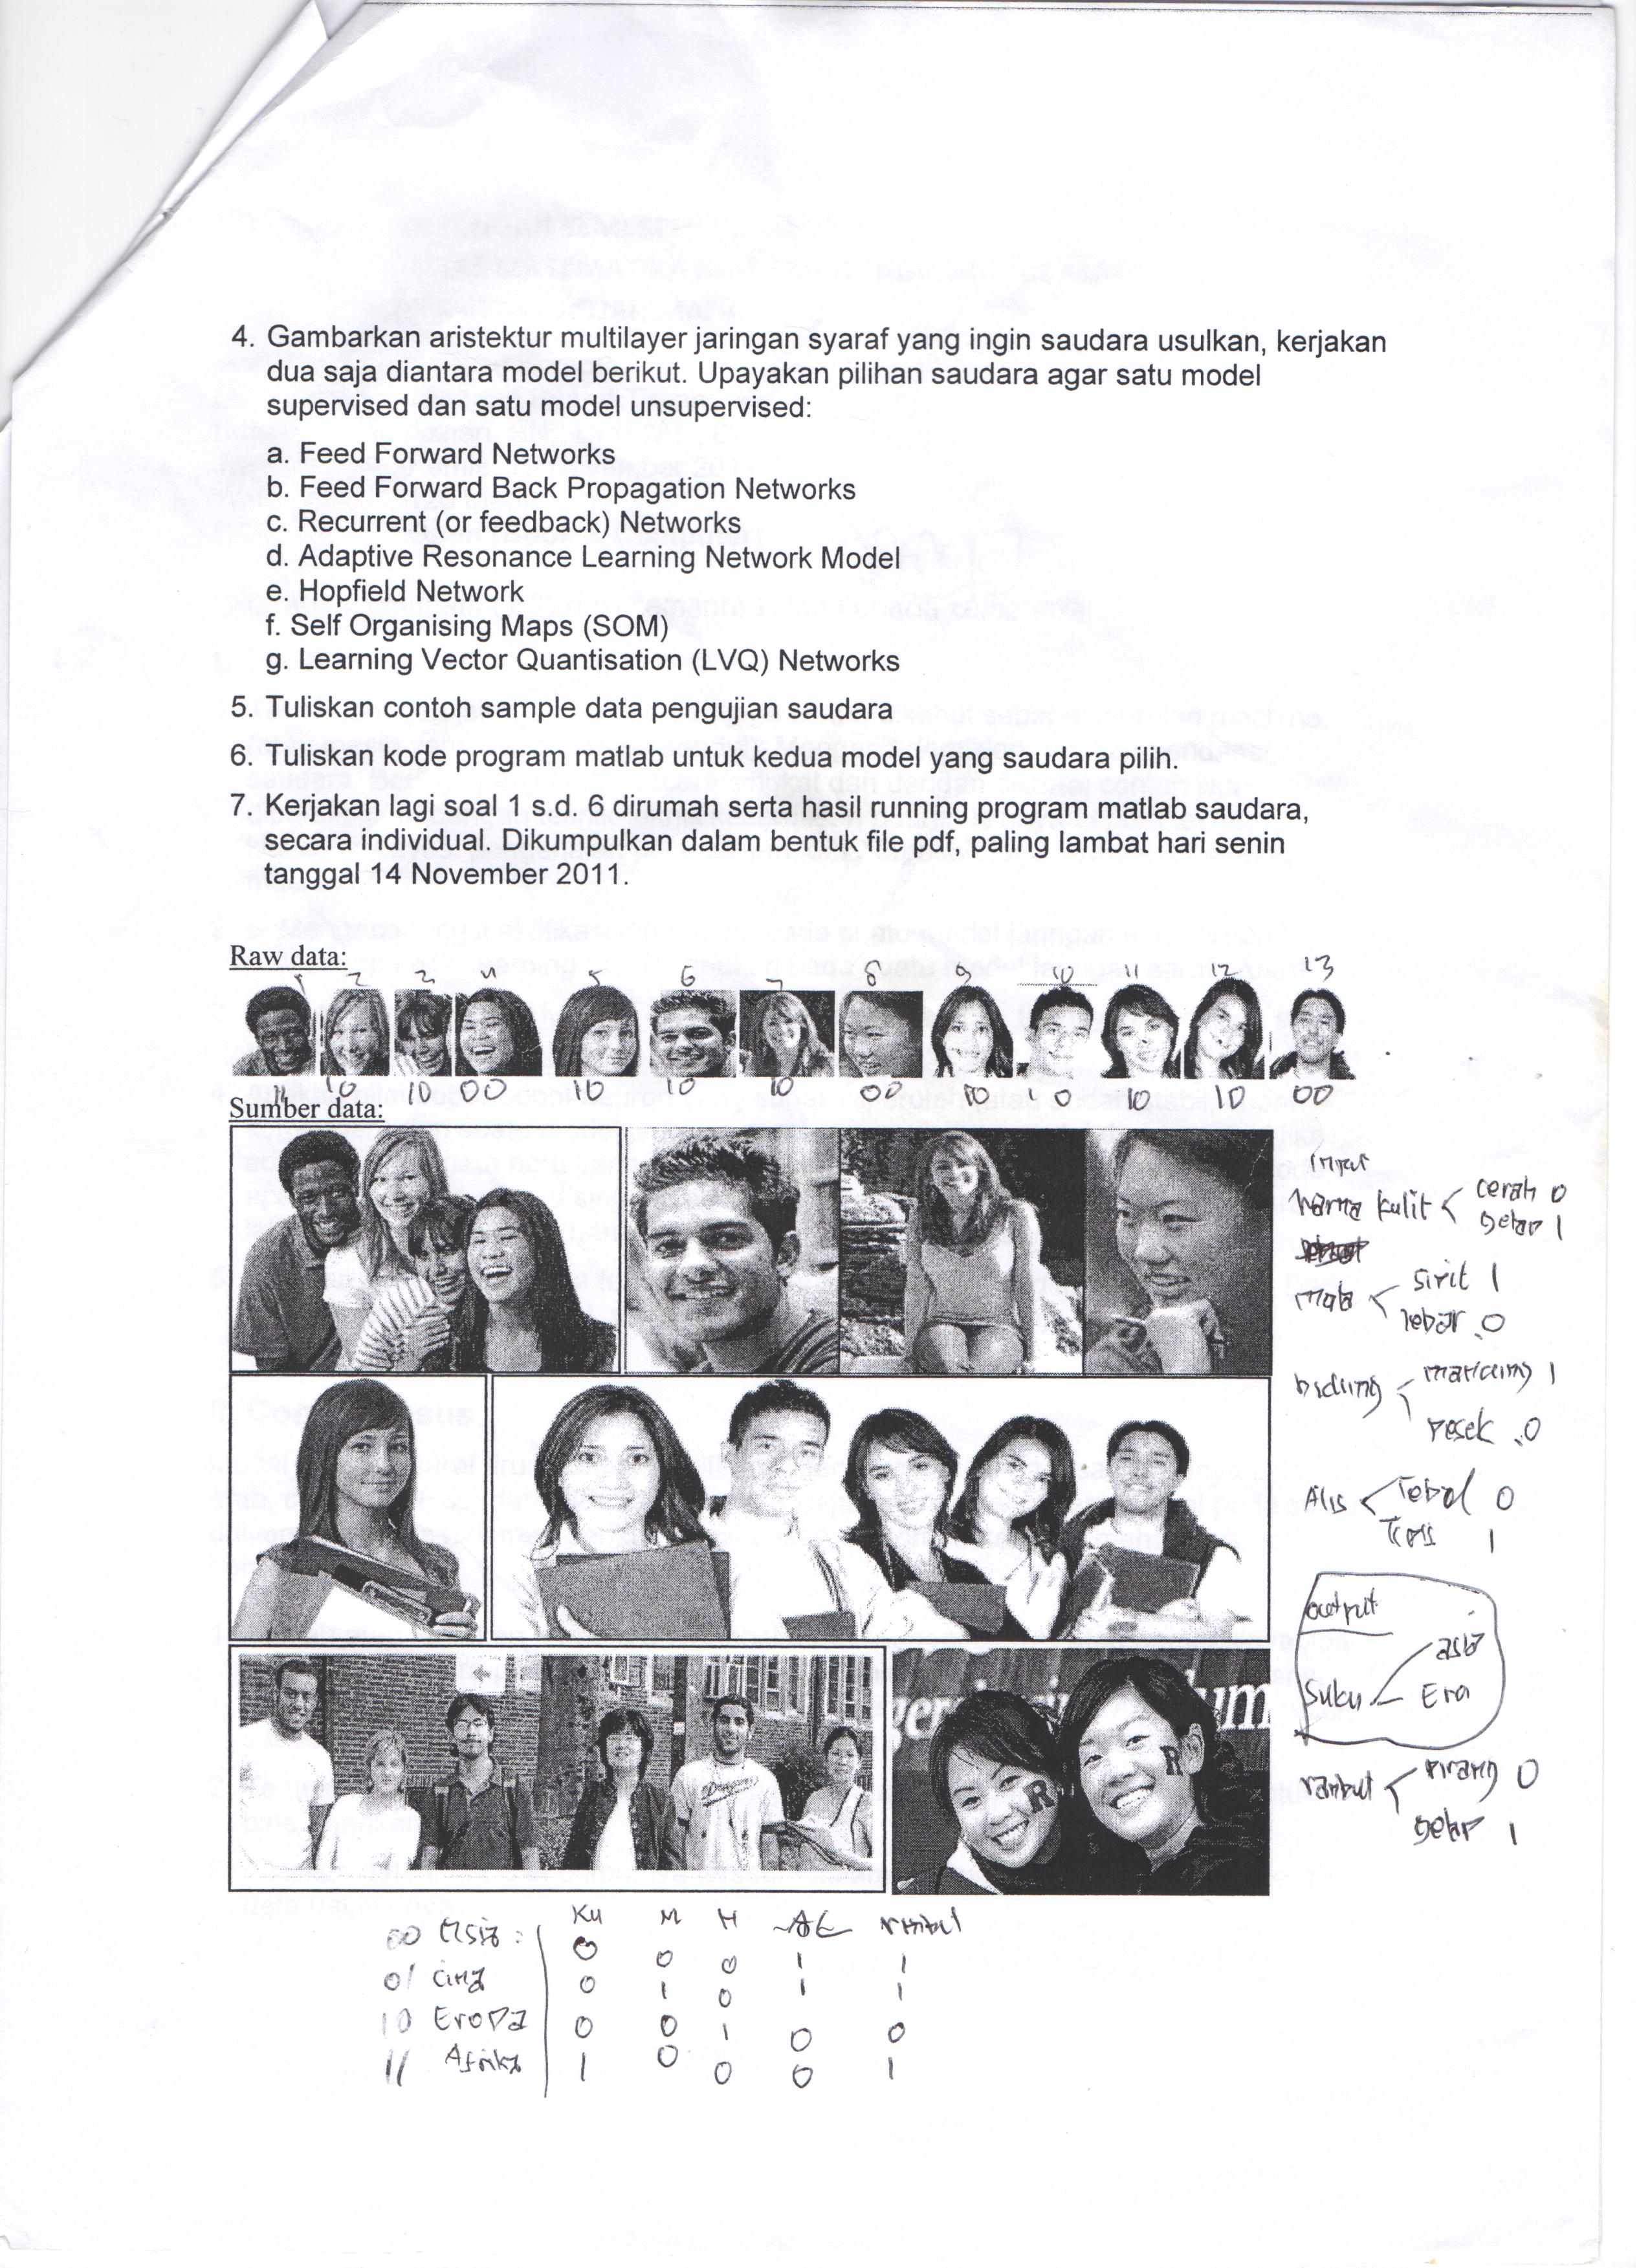 4. Gambarkan aristektur multilayer jaringan syaraf yang ingin saudara usulkan, kerjakan
dua saja diantara model berikut. Upayakan pilihan saudara agar satu model
supervised dan satu model unsupervised:
a. Feed Forward Networks
b. Feed Forward Back Propagation Networks
c. Recurrent (or feedback) Networks
d. Adaptive Resonance Learning Network Model
e. Hopfield Network
f. Self Organising Maps (SOM)
g. Learning Vector Quantisation (LVQ) Networks
5. Tuliskan contoh sample data pengujian saudara
6. Tuliskan kode program matlab untuk kedua model yang saudara pilih.
7. Kerjakan lagi soal 1 s.d. 6 dirumah serta hasil running program matlab saudara,
secara individual. Dikumpulkan dalam bentuk file pdf, paling lambat hari senin
tanggal 14 November 2011.
Raw data:
1 2 3 4 5 6 7 8 9 10 11 12 13
11 10 10 00 10 10 10 00 10 10 10 10 00
Sumber data:
input
warna kulit cerah 0
gelap 1
mata sipit 1
lebar 0
hidung mancung 1
pesek 0
Alis Tebal 0
1
output
suku asia
Ero
rambut pirang 0
gelap 1
R
R
Ku M H AL rambut
00 Asia : 0 0 0 1 1
01 cina 0 1 0 1 1
10 Eropa 0 0 1 0 0
11 Afrika 1 0 0 0 1